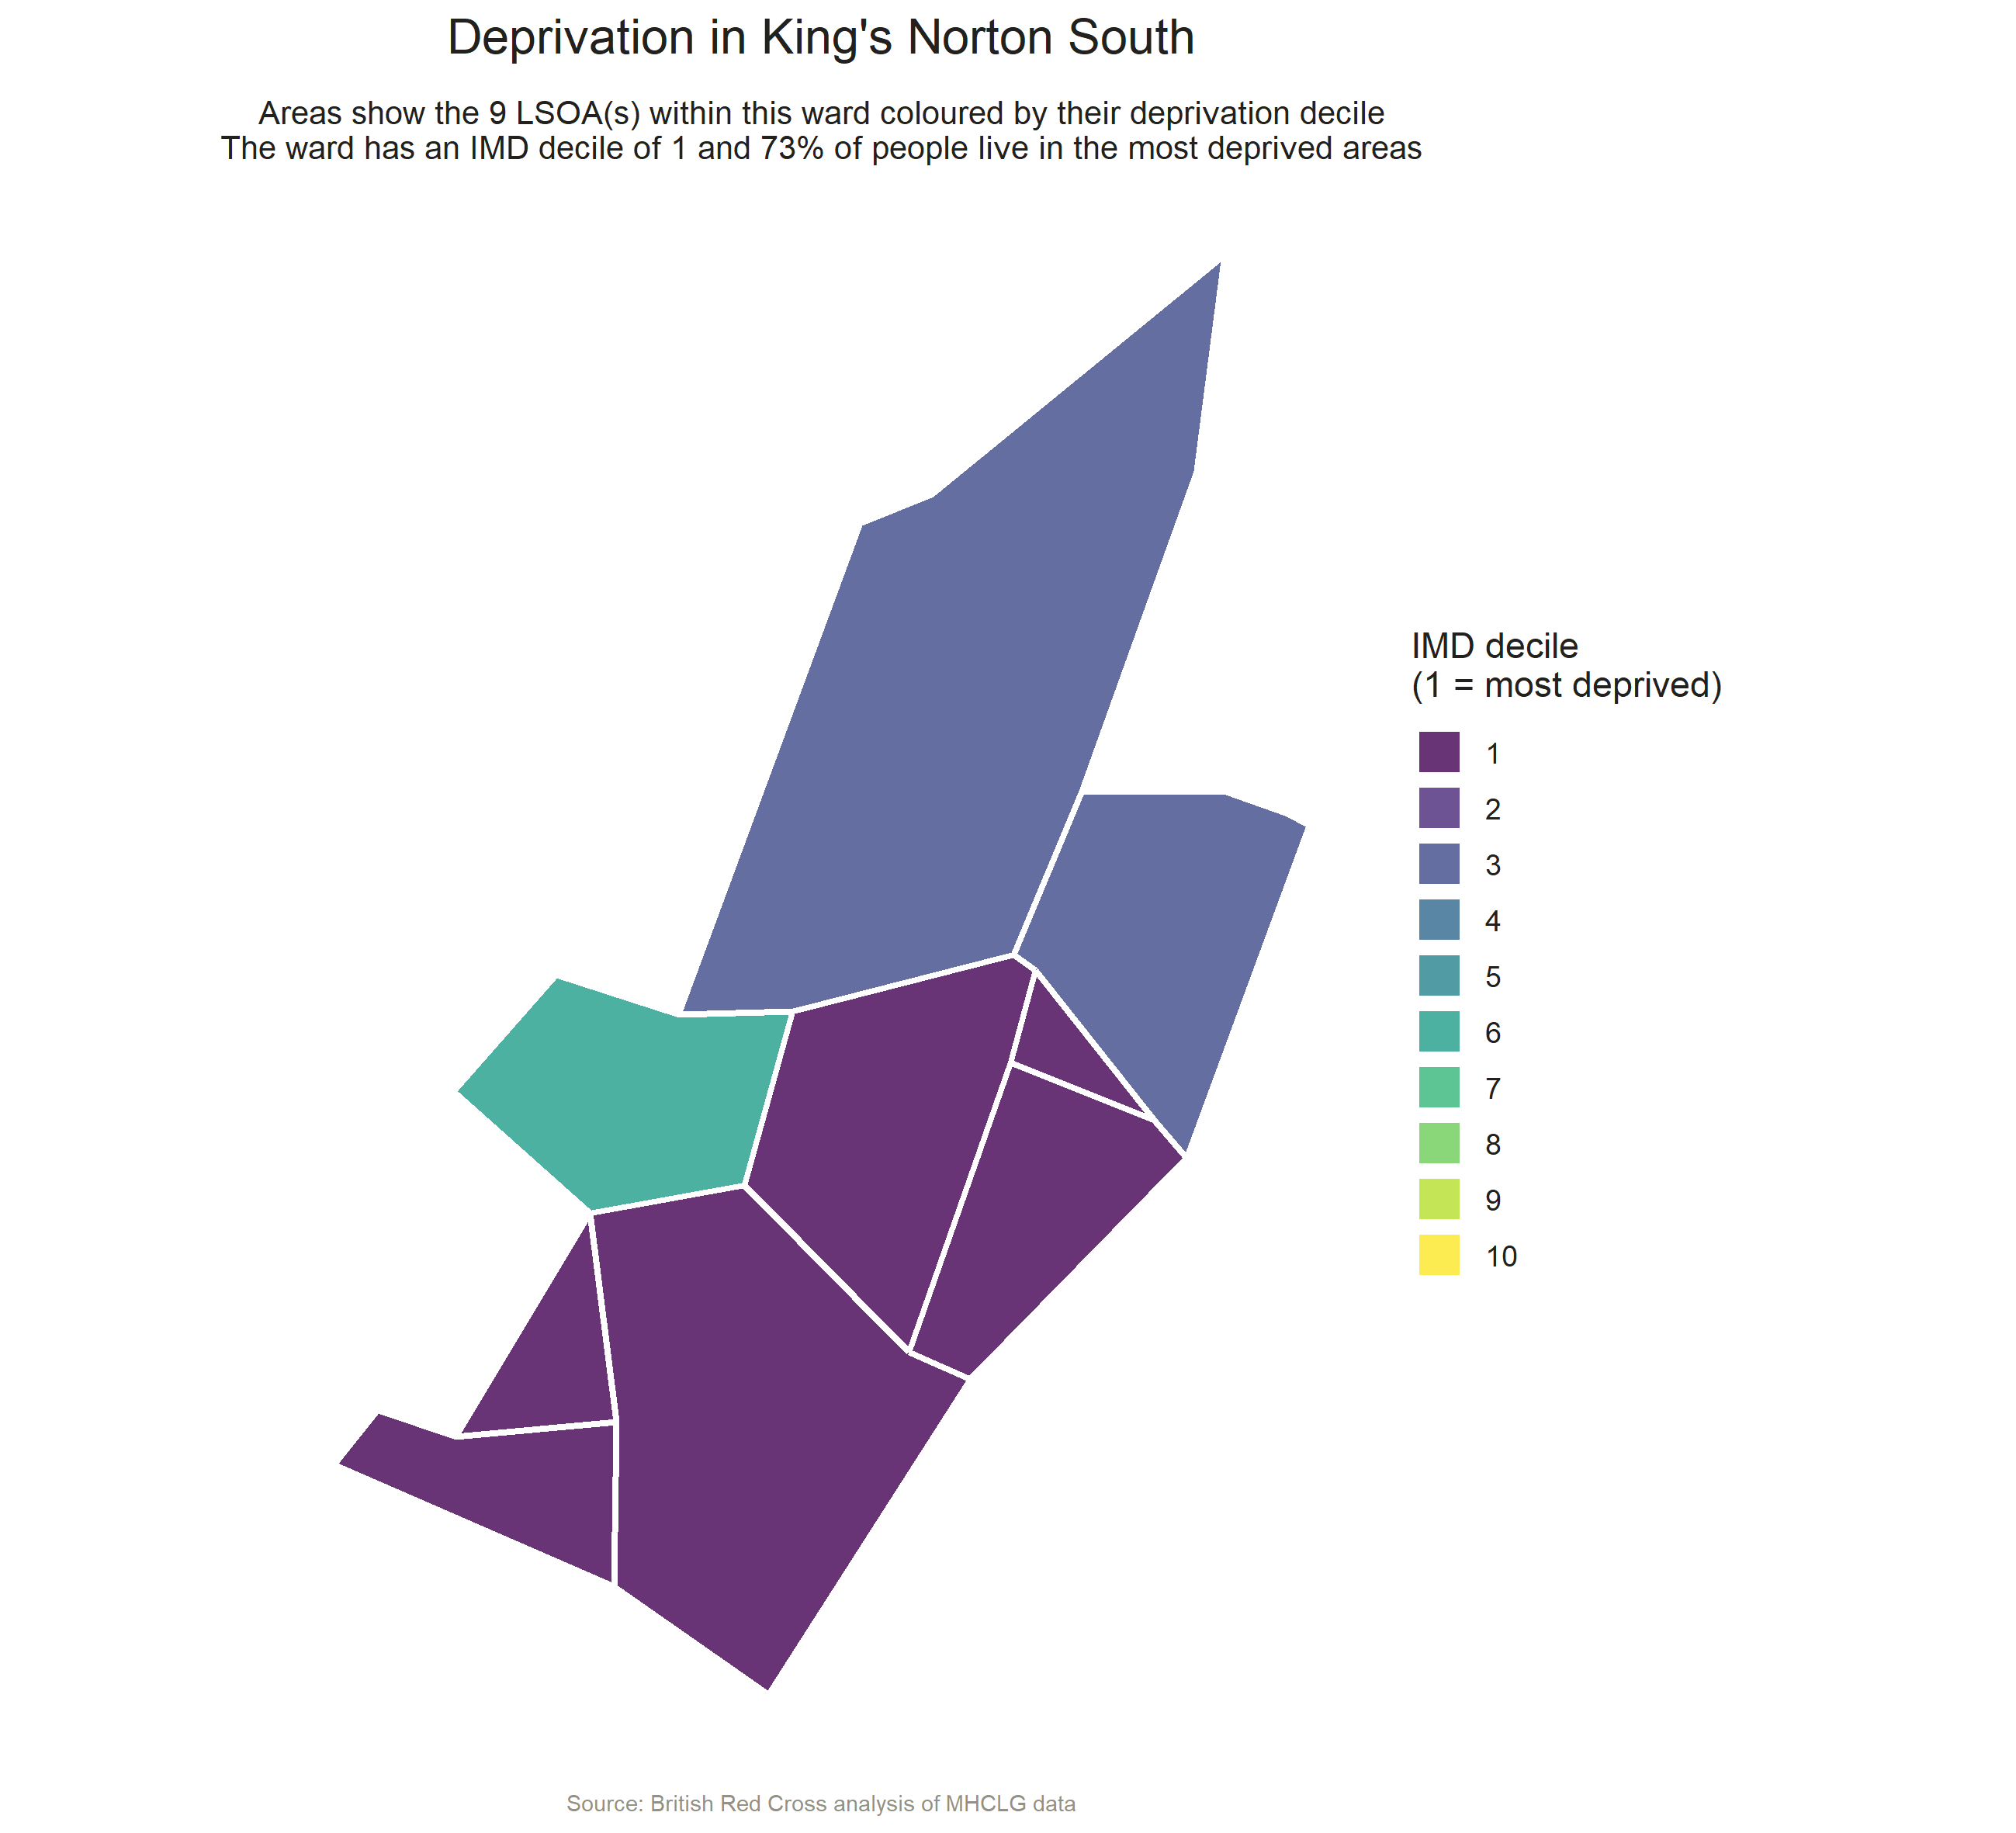 Deprivation in King's Norton South
Areas show the 9 LSOA(s) within this ward coloured by their deprivation decile
The ward has an IMD decile of 1 and 73% of people live in the most deprived areas
IMD decile
(1 = most deprived)
1
2
3
4
5
6
7
8
9
10
Source: British Red Cross analysis of MHCLG data